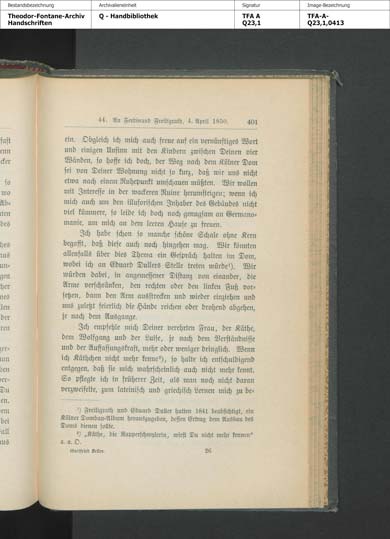 Bestandsbezeichnung
Archivalieneinheit
Signatur
Image-Bezeichnung
Theodor-Fontane-Archiv
Handschriften
Q - Handbibliothek
TFA A
Q23,1
TFA-A-
Q23,1,0413
44. An Ferdinand Freiligrath, 4. April 1850. 401
ein. Obgleich ich mich auch freue auf ein vernünftiges Wort
und einigen Unsinn mit den Kindern zwischen Deinen vier
Wänden, so hoffe ich doch, der Weg nach dem Kölner Dom
sei von Deiner Wohnung nicht so kurz, daß wir uns nicht
etwa nach einem Ruhepunkt umschauen müßten. Wir wollen
mit Interesse in der wackeren Ruine herumsteigen; wenn ich
mich auch um den illusorischen Inhaber des Gebäudes nicht
viel kümmere, so leide ich doch noch genugsam an Germano-
manie, um mich an dem leeren Hause zu freuen.
Ich habe schon so manche schöne Schale ohne Kern
begafft, daß diese auch noch hingehen mag. Wir könnten
allenfalls über dies Thema ein Gespräch halten im Dom,
wobei ich an Eduard Dullers Stelle treten würde¹). Wir
würden dabei, in angemessener Distanz von einander, die
Arme verschränken, den rechten oder den linken Fuß vor-
setzen, dann den Arm ausstrecken und wieder einziehen und
uns zuletzt feierlich die Hände reichen oder drohend abgehen,
je nach dem Ausgange.
Ich empfehle mich Deiner verehrten Frau, der Käthe,
dem Wolfgang und der Luise, je nach dem Verständnisse
und der Auffassungskraft, mehr oder weniger dringlich. Wenn
ich Käthchen nicht mehr kenne²), so halte ich entschuldigend
entgegen, daß sie mich wahrscheinlich auch nicht mehr kennt.
So pflegte ich in früherer Zeit, als man noch nicht daran
verzweifelte, zum lateinisch und griechisch Lernen mich zu be-
¹) Freiligrath und Eduard Duller hatten 1841 beabsichtigt, ein
Kölner Dombau-Album herauszugeben, dessen Ertrag dem Ausbau des
Doms dienen sollte.
²) „Käthe, die Rapperschwylerin, wirst Du nicht mehr kennen“
a. a. O.
Gottfried Keller. 26